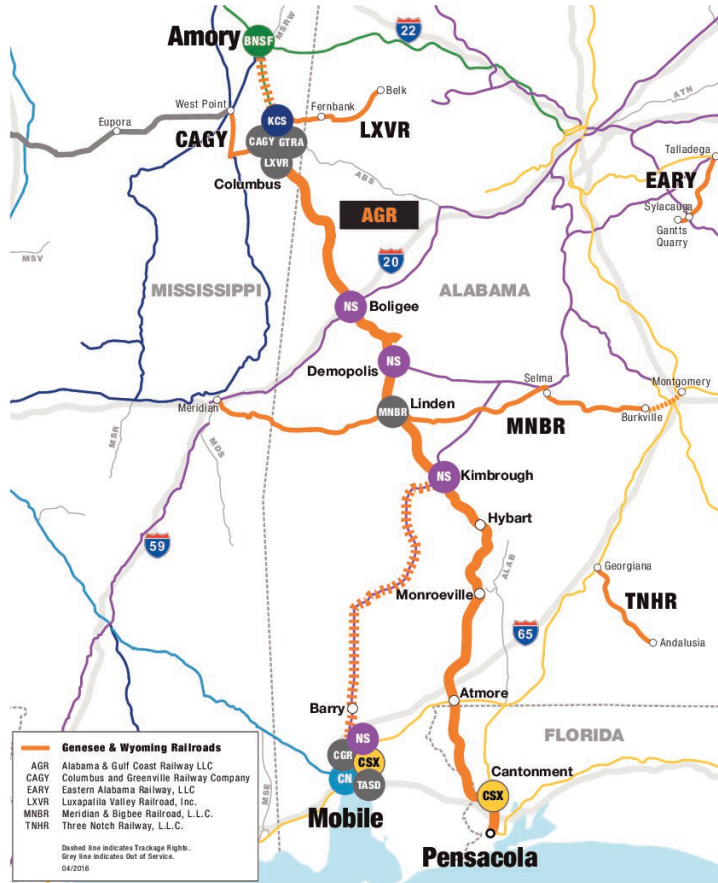 Amory
BNSF
MSRW
22
ATN
West Point
Eupora
CAGY
KCS
Fernbank
Belk
LXVR
CAGY
GTRA
LXVR
Columbus
ABS
Talladega
EARY
Sylacauga
Gantts
Quarry
AGR
MSV
20
MISSISSIPPI
ALABAMA
NS
Boligee
NS
Demopolis
Selma
Montgomery
Meridian
MNBR
Linden
MNBR
Burkville
MSR
MDS
NS
Kimbrough
Hybart
59
ALAB
Georgiana
Monroeville
TNHR
65
Andalusia
Atmore
Barry
FLORIDA
NS
CGR
CSX
CN
TASD
Mobile
MSE
Cantonment
CSX
Pensacola
Genesee & Wyoming Railroads
AGR Alabama & Gulf Coast Railway LLC
CAGY Columbus and Greenville Railway Company
EARY Eastern Alabama Railway, LLC
LXVR Luxapalila Valley Railroad, Inc.
MNBR Meridian & Bigbee Railroad, L.L.C.
TNHR Three Notch Railway, L.L.C.
Dashed line indicates Trackage Rights.
Grey line indicates Out of Service.
04/2016